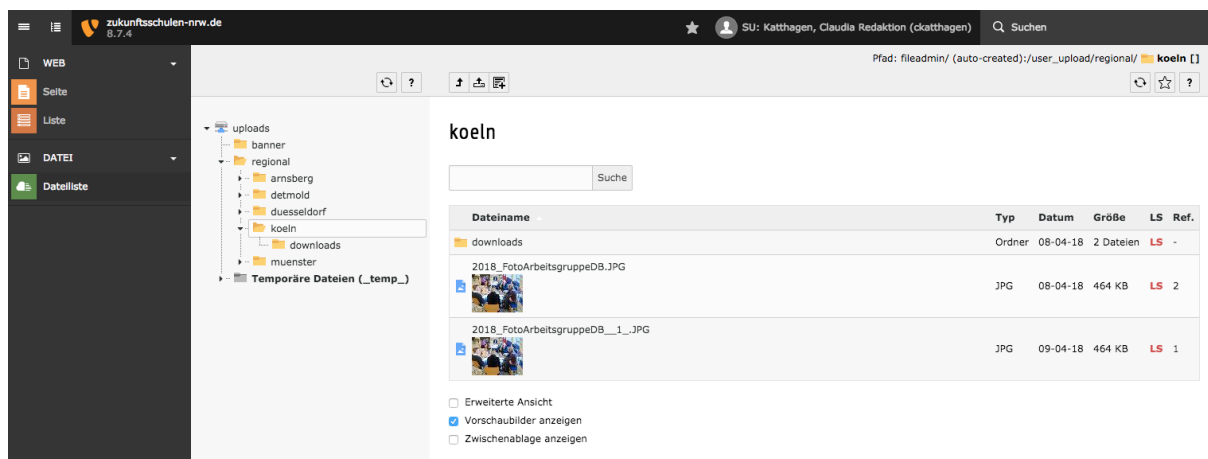 zukunftsschulen-nrw.de
8.7.4
SU: Katthagen, Claudia Redaktion (ckatthagen)
Suchen
WEB
Seite
Liste
DATEI
Dateiliste
Pfad: fileadmin/ (auto-created):/user_upload/regional/ koeln []
?
?
uploads
banner
regional
arnsberg
detmold
duesseldorf
koeln
downloads
muenster
Temporäre Dateien (_temp_)
koeln
Suche
Dateiname Typ Datum Größe LS Ref.
downloads Ordner 08-04-18 2 Dateien LS -
2018_FotoArbeitsgruppeDB.JPG
JPG 08-04-18 464 KB LS 2
2018_FotoArbeitsgruppeDB__1_.JPG
JPG 09-04-18 464 KB LS 1
Erweiterte Ansicht
Vorschaubilder anzeigen
Zwischenablage anzeigen